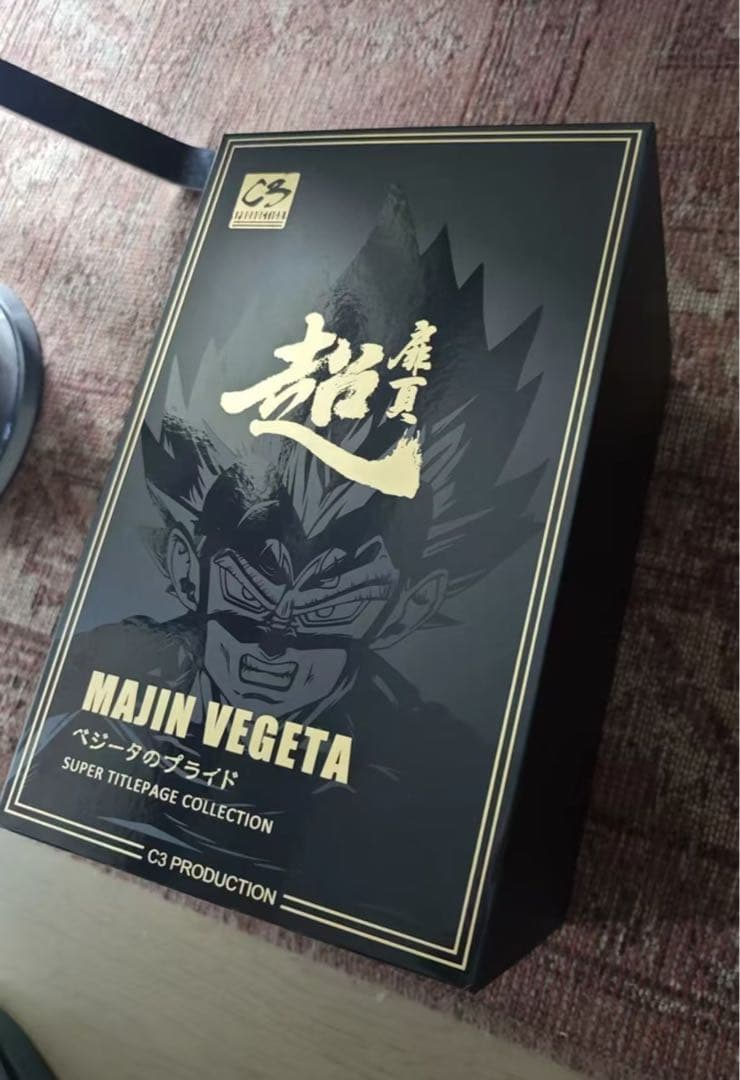 C3
超
扉頁
MAJIN VEGETA
ベジータのプライド
SUPER TITLEPAGE COLLECTION
C3 PRODUCTION